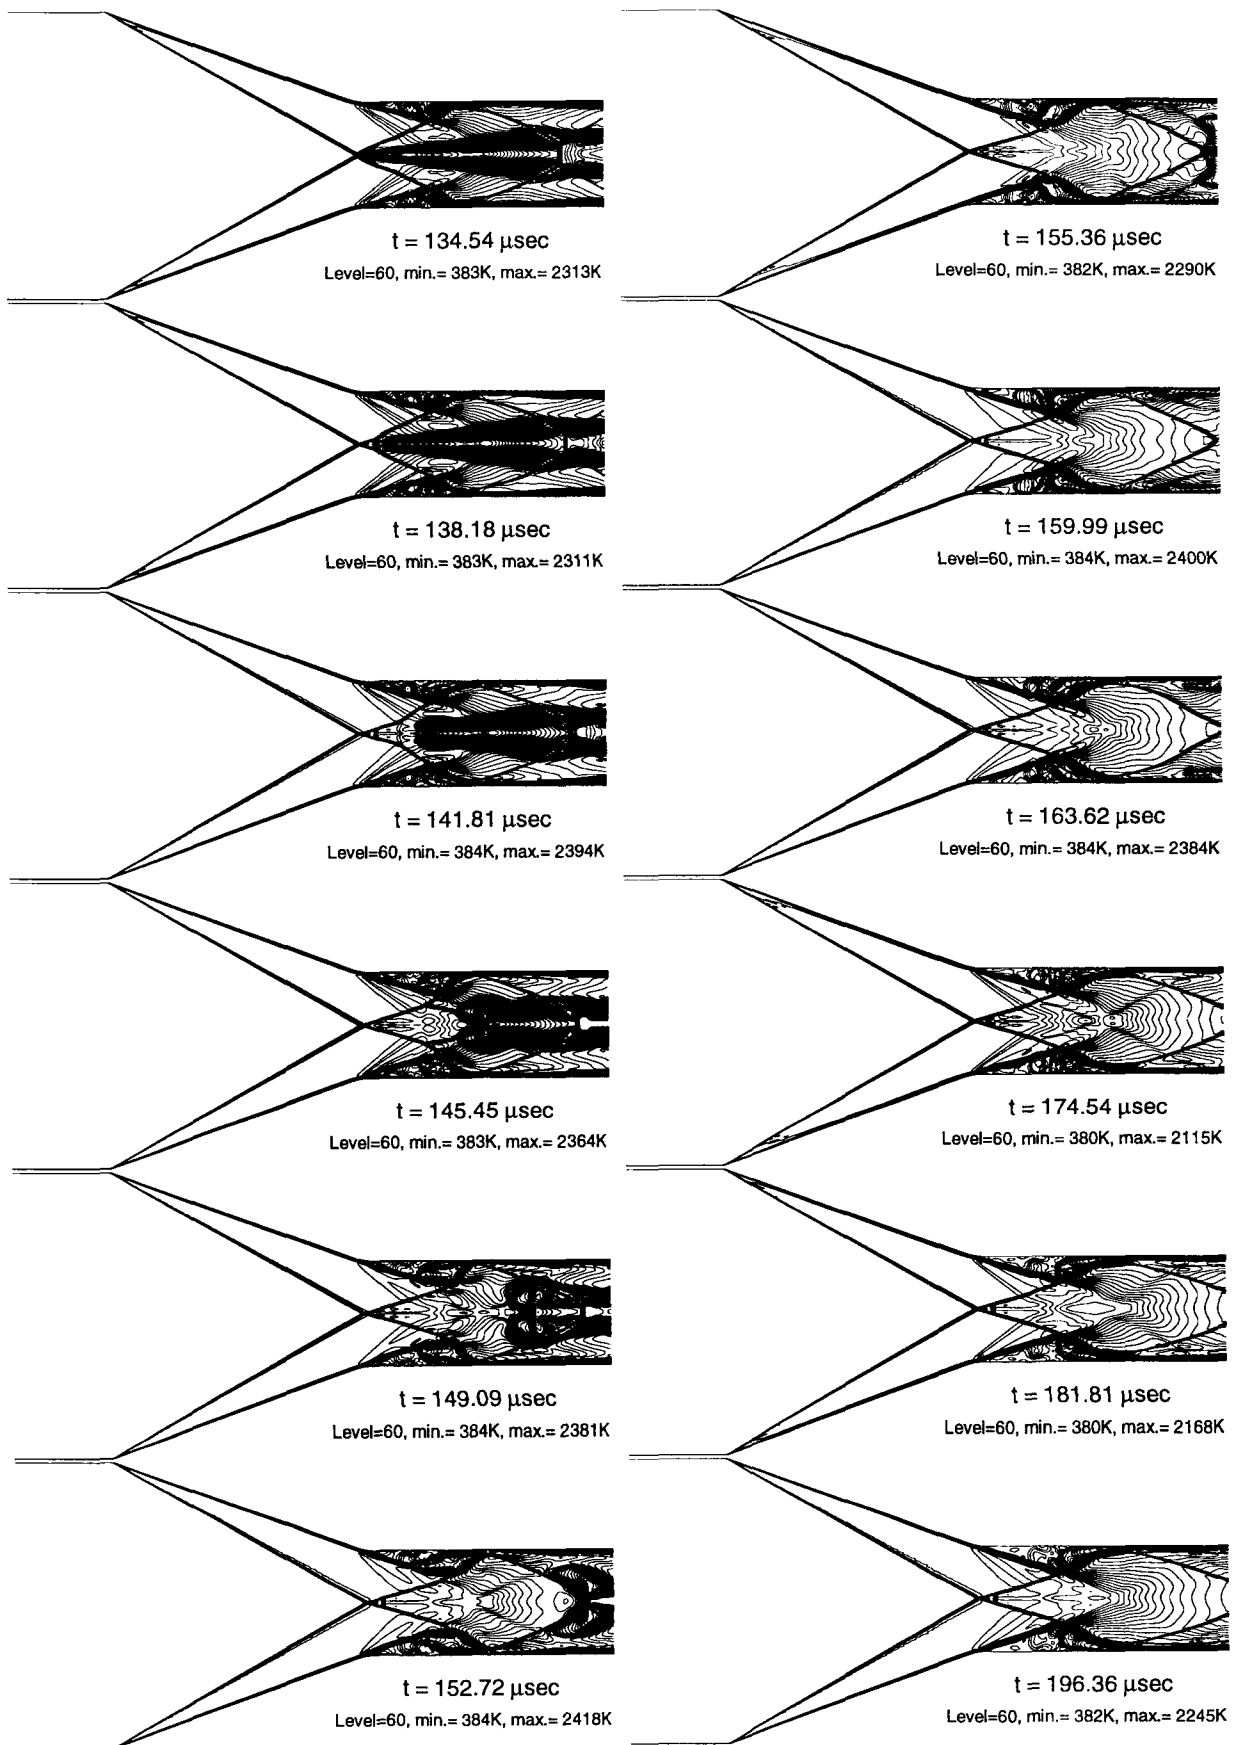 t = 134.54 µsec
Level=60, min.= 383K, max.= 2313K
t = 138.18 µsec
Level=60, min.= 383K, max.= 2311K
t = 141.81 µsec
Level=60, min.= 384K, max.= 2394K
t = 145.45 µsec
Level=60, min.= 383K, max.= 2364K
t = 149.09 µsec
Level=60, min.= 384K, max.= 2381K
t = 152.72 µsec
Level=60, min.= 384K, max.= 2418K
t = 155.36 µsec
Level=60, min.= 382K, max.= 2290K
t = 159.99 µsec
Level=60, min.= 384K, max.= 2400K
t = 163.62 µsec
Level=60, min.= 384K, max.= 2384K
t = 174.54 µsec
Level=60, min.= 380K, max.= 2115K
t = 181.81 µsec
Level=60, min.= 380K, max.= 2168K
t = 196.36 µsec
Level=60, min.= 382K, max.= 2245K